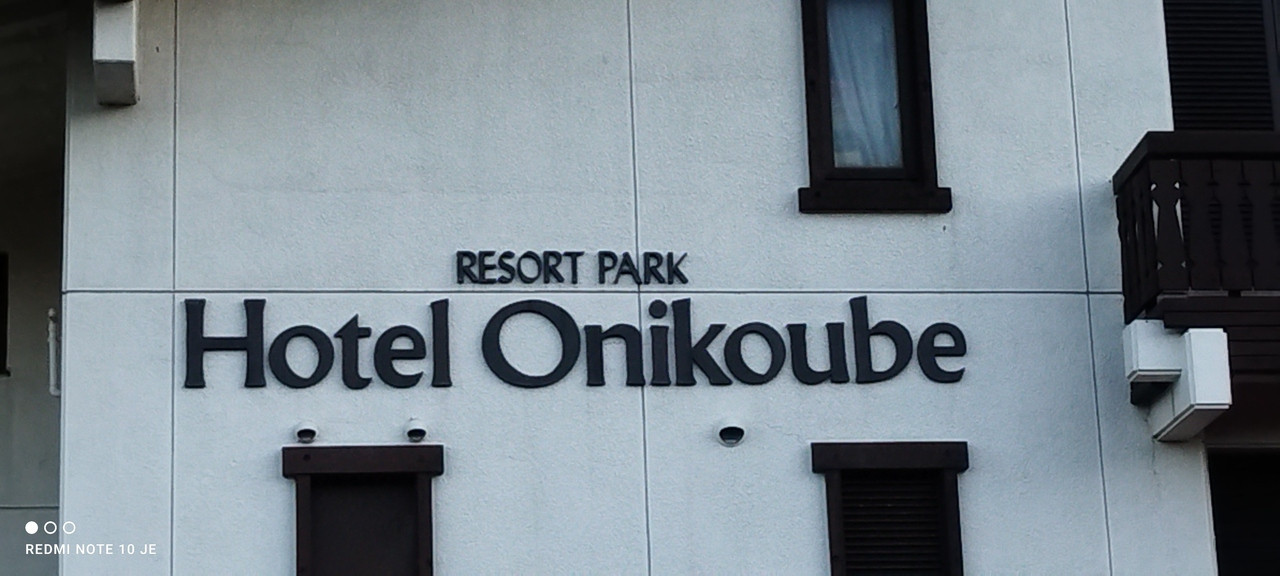 RESORT PARK
Hotel Onikoube
REDMI NOTE 10 JE